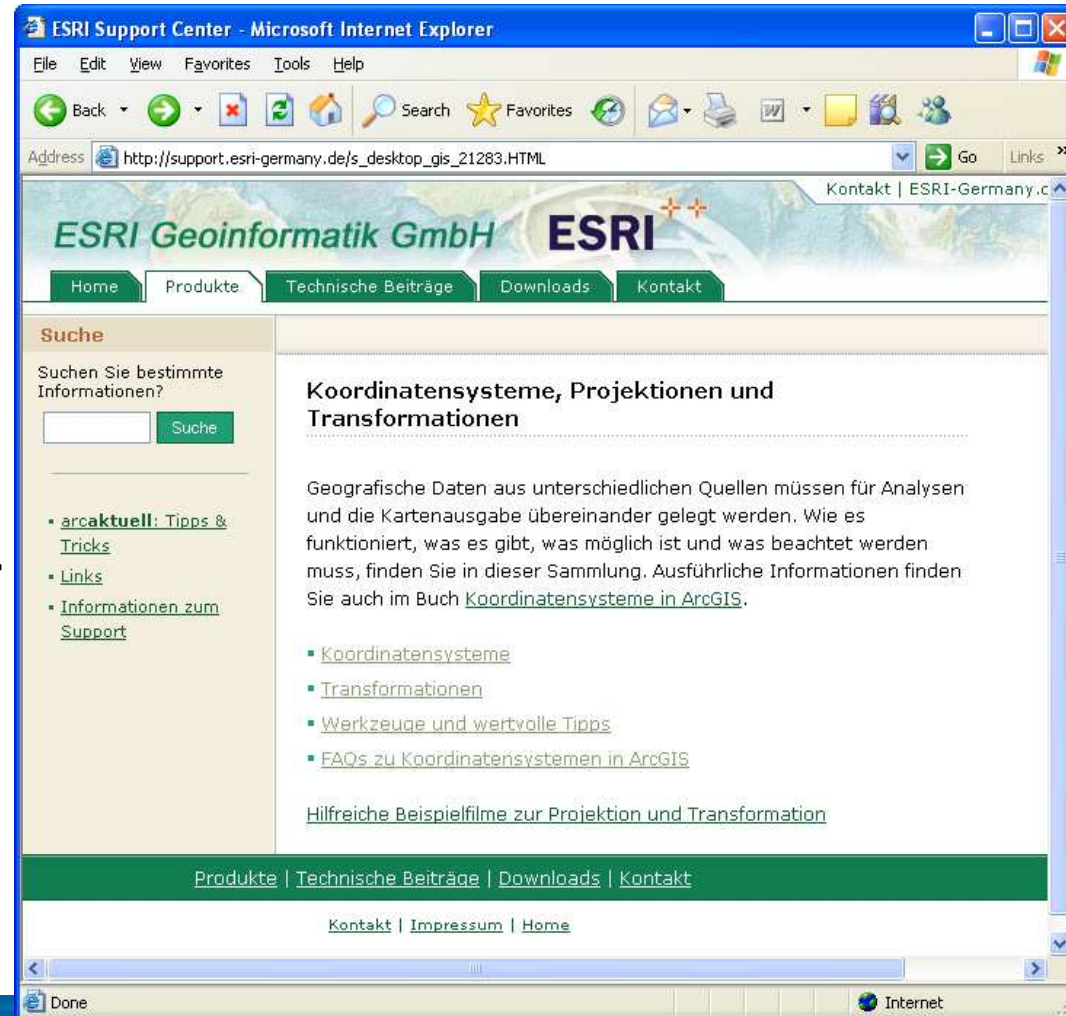 ESRI Support Center - Microsoft Internet Explorer
File Edit View Favorites Tools Help
Back Search Favorites
Address http://support.esri-germany.de/s_desktop_gis_21283.HTML Go Links »
Kontakt | ESRI-Germany.c
ESRI Geoinformatik GmbH ESRI
Home Produkte Technische Beiträge Downloads Kontakt
Suche
Suchen Sie bestimmte
Informationen?
Suche
▪ arcaktuell: Tipps &
Tricks
▪ Links
▪ Informationen zum
Support
Koordinatensysteme, Projektionen und
Transformationen
Geografische Daten aus unterschiedlichen Quellen müssen für Analysen
und die Kartenausgabe übereinander gelegt werden. Wie es
funktioniert, was es gibt, was möglich ist und was beachtet werden
muss, finden Sie in dieser Sammlung. Ausführliche Informationen finden
Sie auch im Buch Koordinatensysteme in ArcGIS.
▪ Koordinatensysteme
▪ Transformationen
▪ Werkzeuge und wertvolle Tipps
▪ FAQs zu Koordinatensystemen in ArcGIS
Hilfreiche Beispielfilme zur Projektion und Transformation
Produkte | Technische Beiträge | Downloads | Kontakt
Kontakt | Impressum | Home
Done Internet